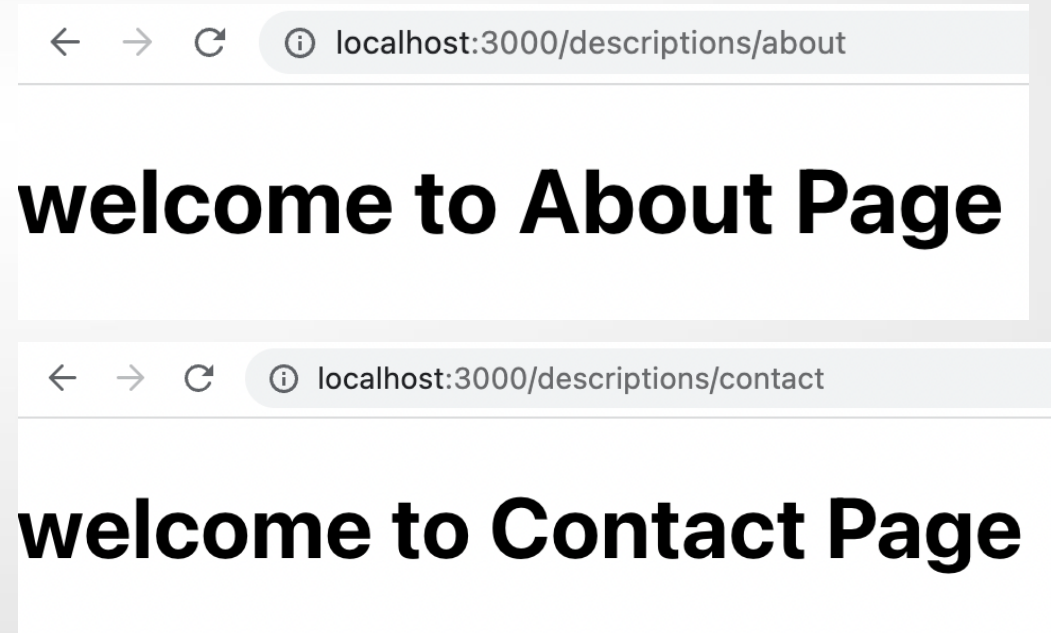 localhost:3000/descriptions/about
welcome to About Page
localhost:3000/descriptions/contact
welcome to Contact Page